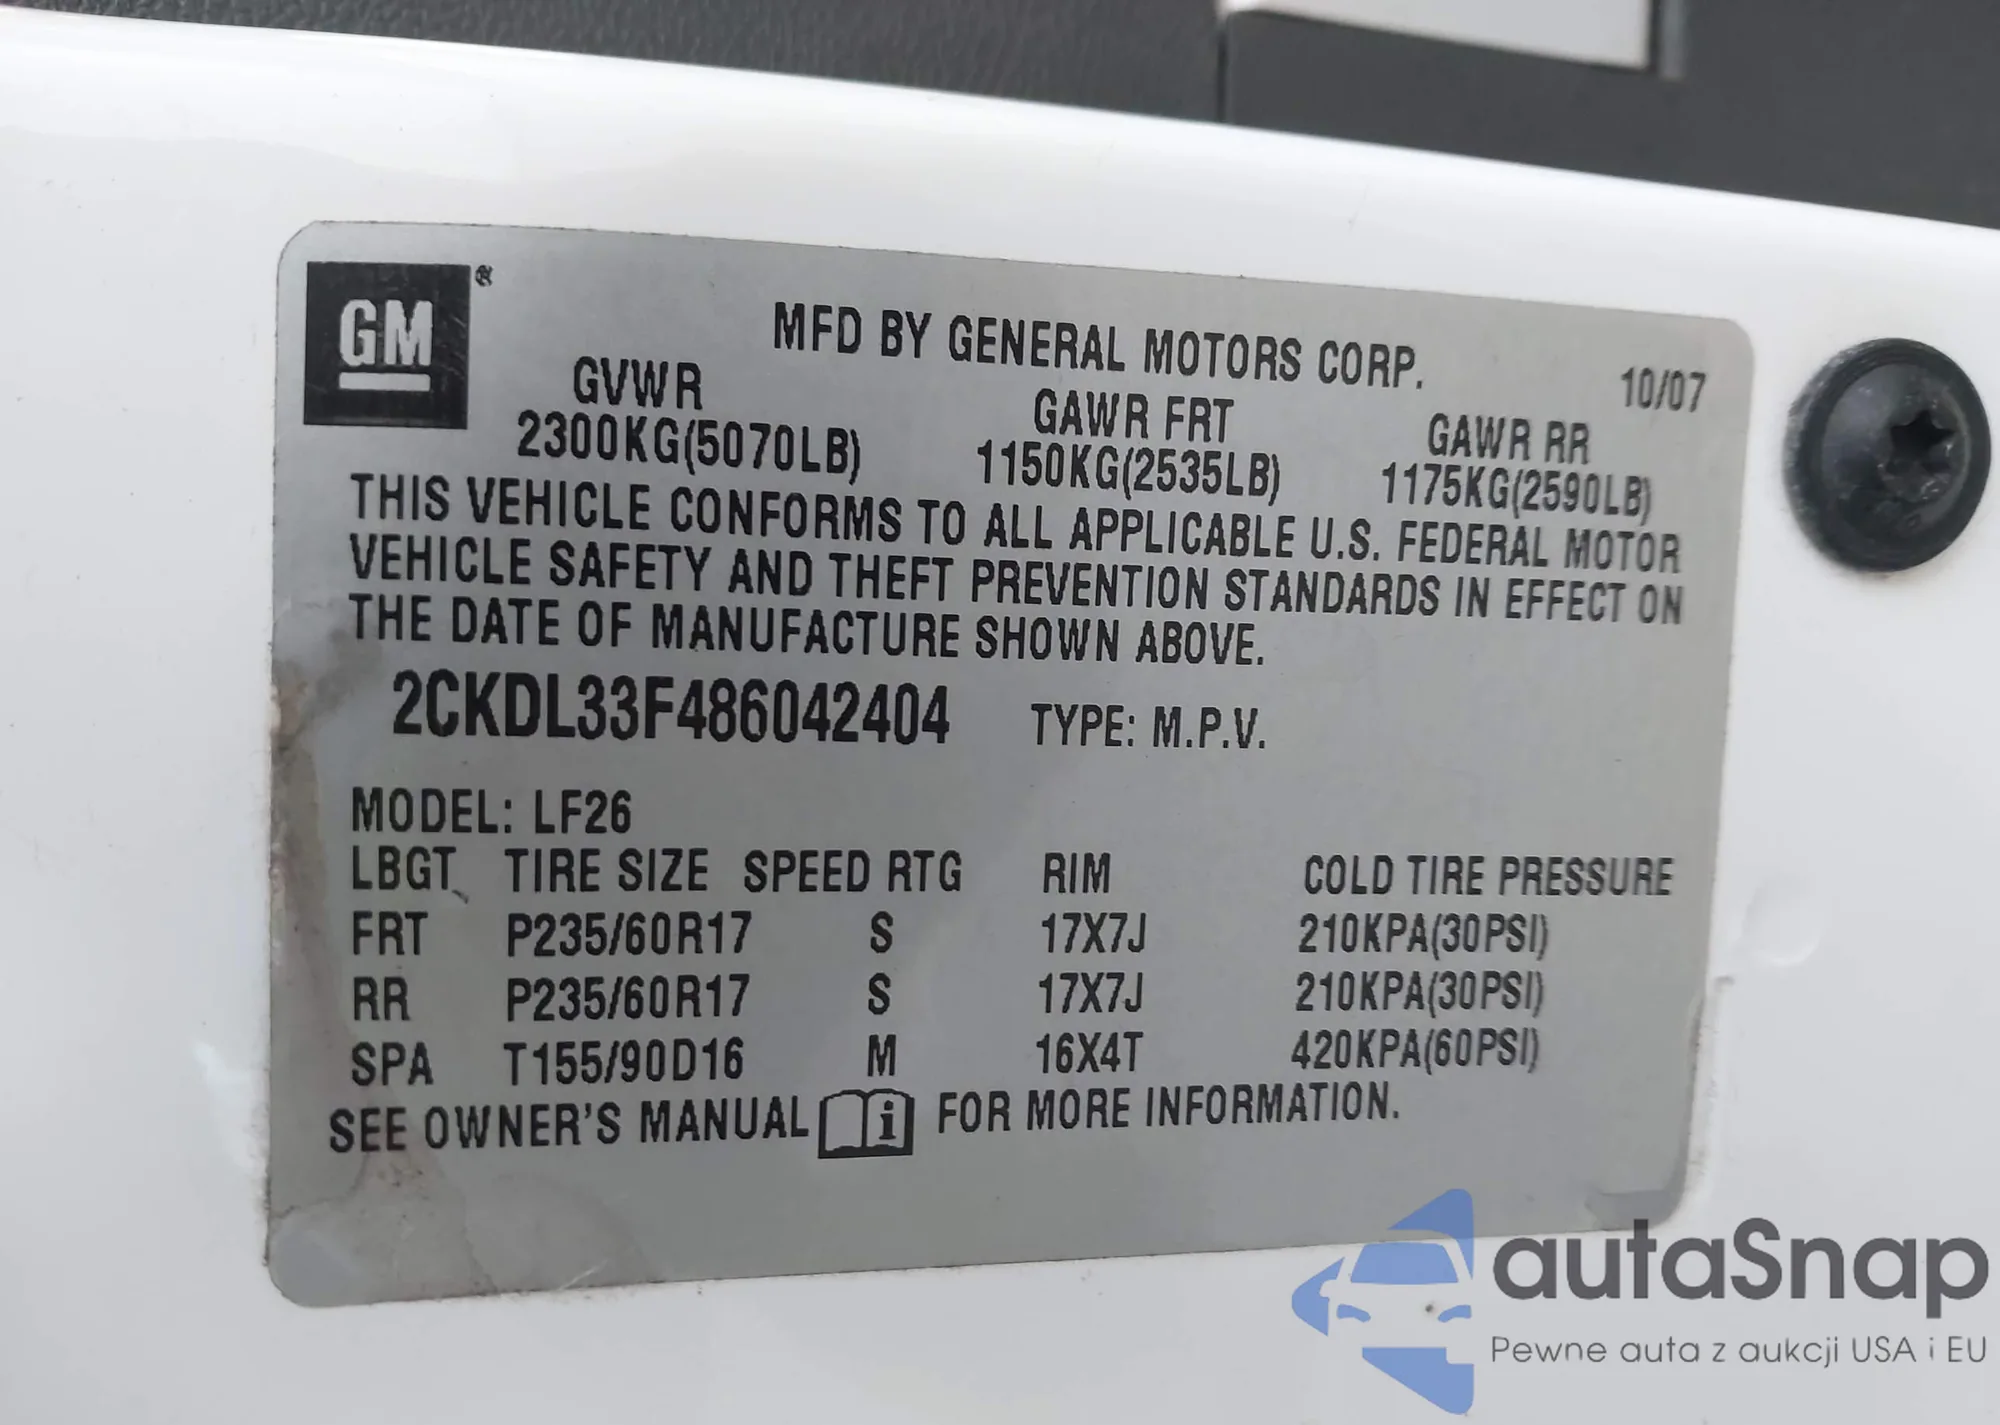 GM ®
MFD BY GENERAL MOTORS CORP. 10/07
GVWR GAWR FRT GAWR RR
2300KG(5070LB) 1150KG(2535LB) 1175KG(2590LB)
THIS VEHICLE CONFORMS TO ALL APPLICABLE U.S. FEDERAL MOTOR
VEHICLE SAFETY AND THEFT PREVENTION STANDARDS IN EFFECT ON
THE DATE OF MANUFACTURE SHOWN ABOVE.
2CKDL33F486042404 TYPE: M.P.V.
MODEL: LF26
LBGT TIRE SIZE SPEED RTG RIM COLD TIRE PRESSURE
FRT P235/60R17 S 17X7J 210KPA(30PSI)
RR P235/60R17 S 17X7J 210KPA(30PSI)
SPA T155/90D16 M 16X4T 420KPA(60PSI)
SEE OWNER'S MANUAL i FOR MORE INFORMATION.
autaSnap
Pewne auta z aukcji USA i EU